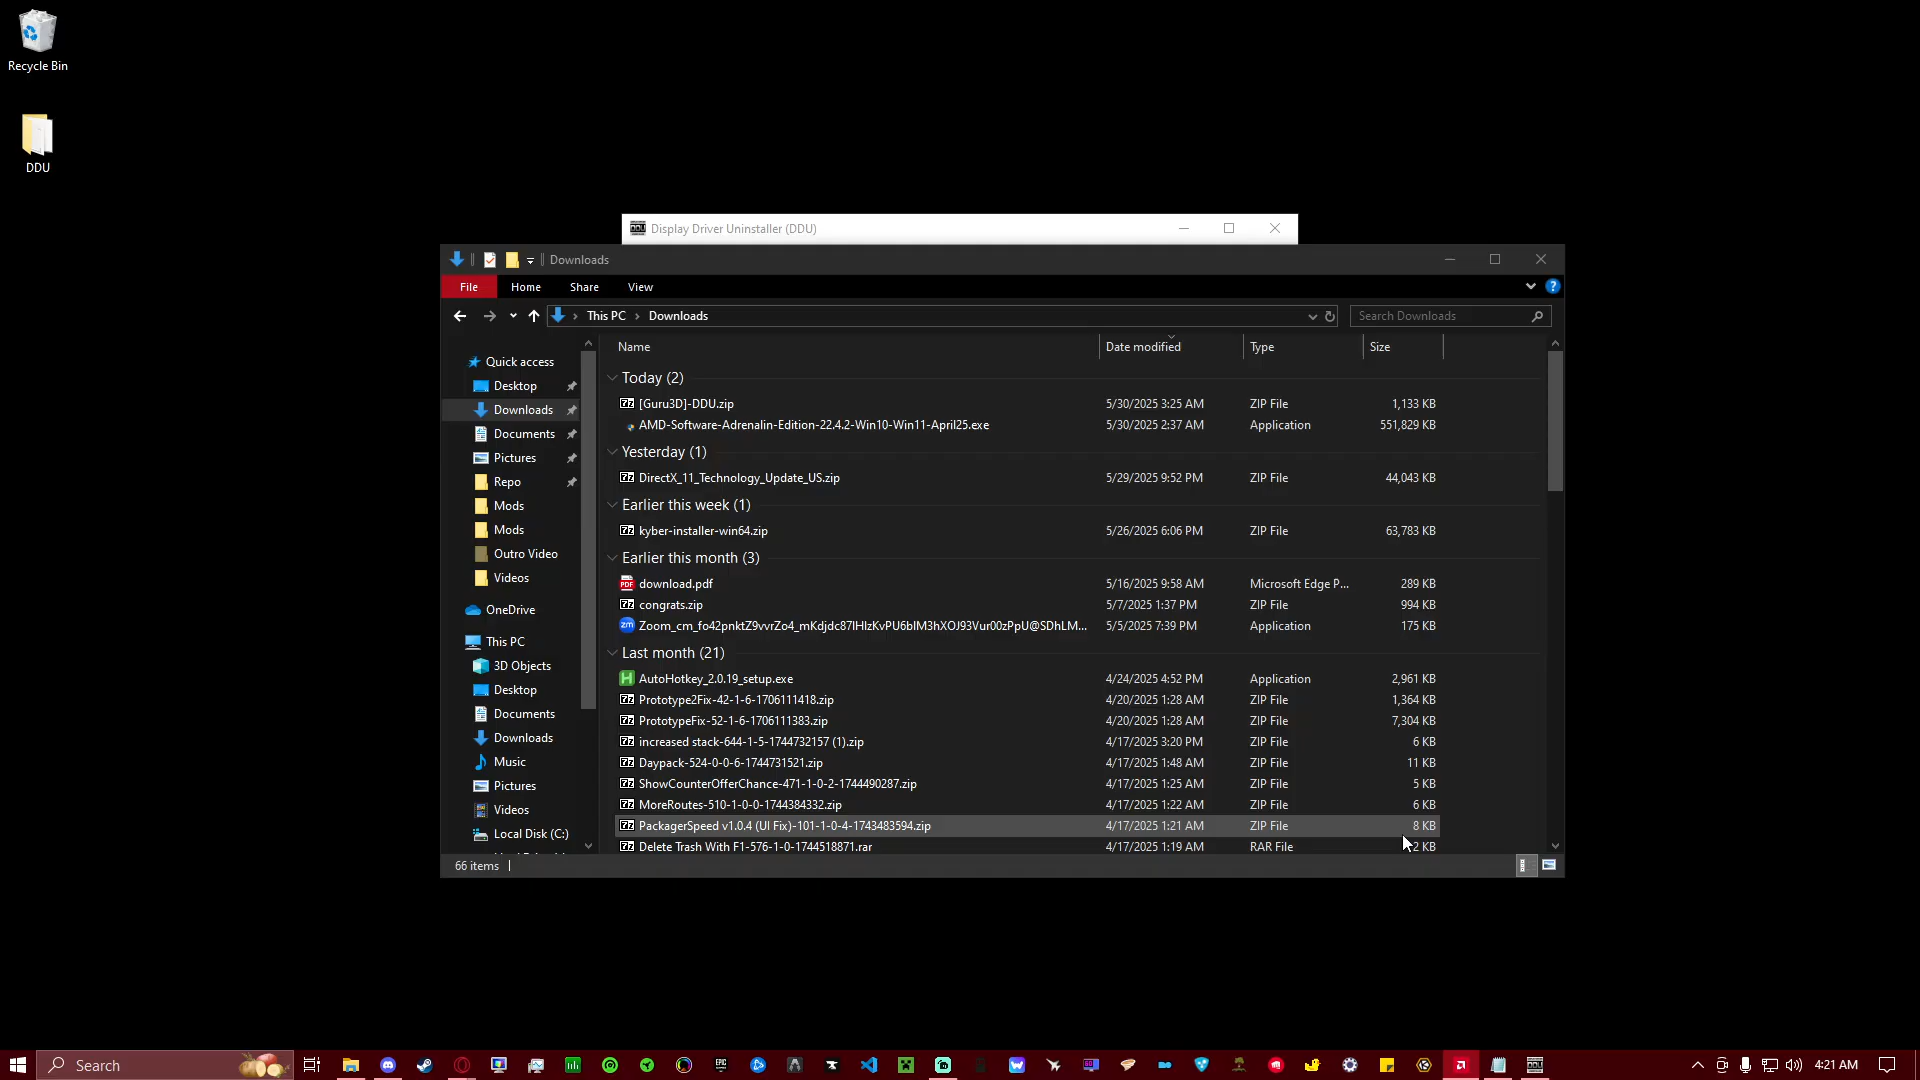 Recycle Bin
DDU
DDU Display Driver Uninstaller (DDU)
Downloads
File Home Share View
This PC Downloads
Search Downloads
Name Date modified Type Size
Quick access
Desktop
Downloads
Documents
Pictures
Repo
Mods
Mods
Outro Video
Videos
OneDrive
This PC
3D Objects
Desktop
Documents
Downloads
Music
Pictures
Videos
Local Disk (C:)
Today (2)
[Guru3D]-DDU.zip 5/30/2025 3:25 AM ZIP File 1,133 KB
AMD-Software-Adrenalin-Edition-22.4.2-Win10-Win11-April25.exe 5/30/2025 2:37 AM Application 551,829 KB
Yesterday (1)
DirectX_11_Technology_Update_US.zip 5/29/2025 9:52 PM ZIP File 44,043 KB
Earlier this week (1)
kyber-installer-win64.zip 5/26/2025 6:06 PM ZIP File 63,783 KB
Earlier this month (3)
download.pdf 5/16/2025 9:58 AM Microsoft Edge P... 289 KB
congrats.zip 5/7/2025 1:37 PM ZIP File 994 KB
5/5/2025 7:39 PM Application 175 KB
Last month (21)
AutoHotkey_2.0.19_setup.exe 4/24/2025 4:52 PM Application 2,961 KB
Prototype2Fix-42-1-6-1706111418.zip 4/20/2025 1:28 AM ZIP File 1,364 KB
PrototypeFix-52-1-6-1706111383.zip 4/20/2025 1:28 AM ZIP File 7,304 KB
increased stack-644-1-5-1744732157 (1).zip 4/17/2025 3:20 PM ZIP File 6 KB
Daypack-524-0-0-6-1744731521.zip 4/17/2025 1:48 AM ZIP File 11 KB
ShowCounterOfferChance-471-1-0-2-1744490287.zip 4/17/2025 1:25 AM ZIP File 5 KB
MoreRoutes-510-1-0-0-1744384332.zip 4/17/2025 1:22 AM ZIP File 6 KB
PackagerSpeed v1.0.4 (UI Fix)-101-1-0-4-1743483594.zip 4/17/2025 1:21 AM ZIP File 8 KB
Delete Trash With F1-576-1-0-1744518871.rar 4/17/2025 1:19 AM RAR File 2 KB
66 items
Search
4:21 AM